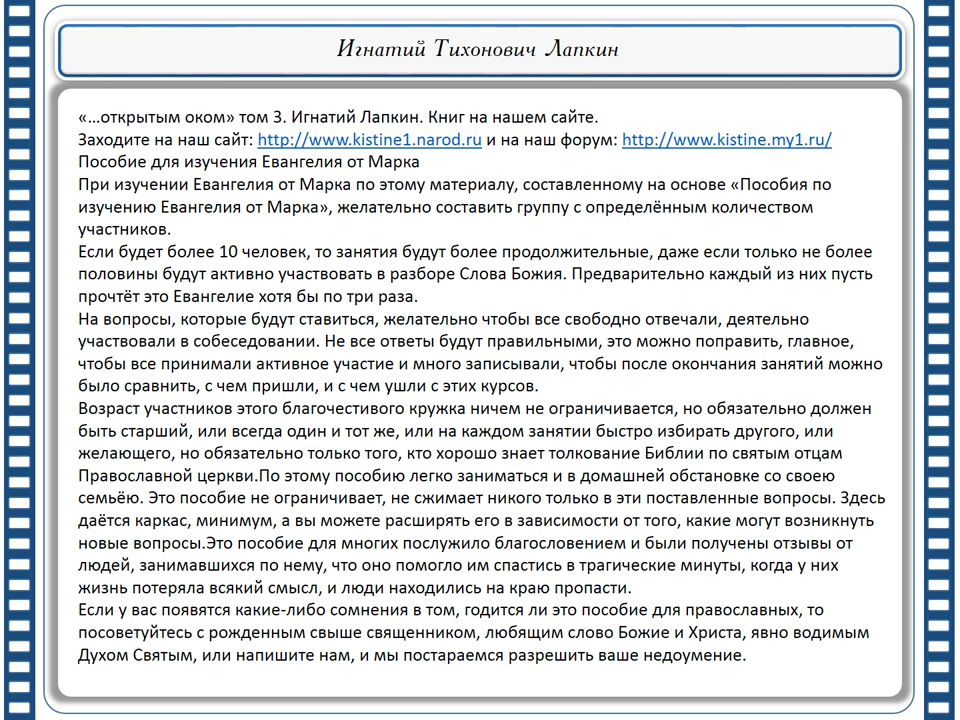 Игнатий Тихонович Лапкин
«…открытым оком» том 3. Игнатий Лапкин. Книг на нашем сайте.
Заходите на наш сайт: http://www.kistine1.narod.ru и на наш форум: http://www.kistine.my1.ru/
Пособие для изучения Евангелия от Марка
При изучении Евангелия от Марка по этому материалу, составленному на основе «Пособия по
изучению Евангелия от Марка», желательно составить группу с определённым количеством
участников.
Если будет более 10 человек, то занятия будут более продолжительные, даже если только не более
половины будут активно участвовать в разборе Слова Божия. Предварительно каждый из них пусть
прочтёт это Евангелие хотя бы по три раза.
На вопросы, которые будут ставиться, желательно чтобы все свободно отвечали, деятельно
участвовали в собеседовании. Не все ответы будут правильными, это можно поправить, главное,
чтобы все принимали активное участие и много записывали, чтобы после окончания занятий можно
было сравнить, с чем пришли, и с чем ушли с этих курсов.
Возраст участников этого благочестивого кружка ничем не ограничивается, но обязательно должен
быть старший, или всегда один и тот же, или на каждом занятии быстро избирать другого, или
желающего, но обязательно только того, кто хорошо знает толкование Библии по святым отцам
Православной церкви.По этому пособию легко заниматься и в домашней обстановке со своею
семьёю. Это пособие не ограничивает, не сжимает никого только в эти поставленные вопросы. Здесь
даётся каркас, минимум, а вы можете расширять его в зависимости от того, какие могут возникнуть
новые вопросы.Это пособие для многих послужило благословением и были получены отзывы от
людей, занимавшихся по нему, что оно помогло им спастись в трагические минуты, когда у них
жизнь потеряла всякий смысл, и люди находились на краю пропасти.
Если у вас появятся какие-либо сомнения в том, годится ли это пособие для православных, то
посоветуйтесь с рожденным свыше священником, любящим слово Божие и Христа, явно водимым
Духом Святым, или напишите нам, и мы постараемся разрешить ваше недоумение.